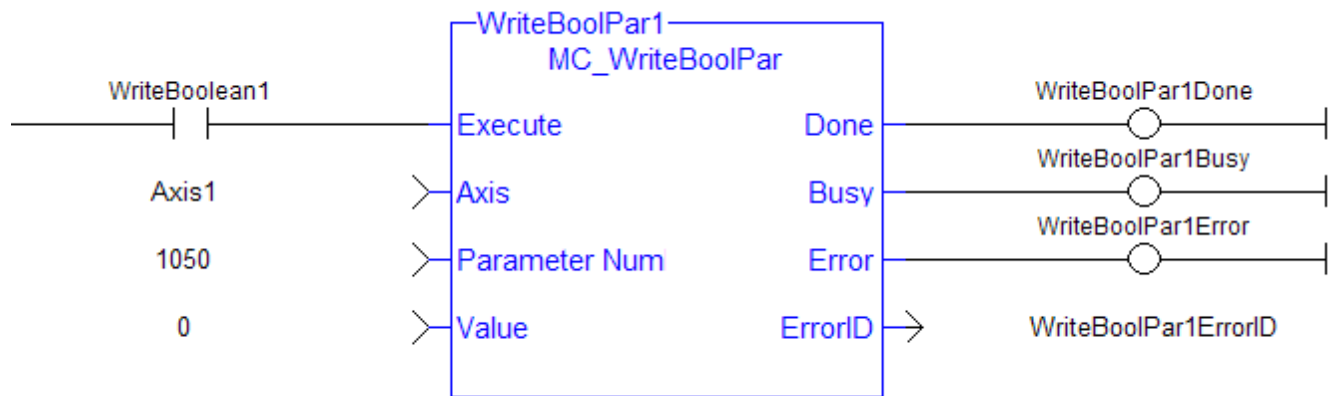 WriteBoolPar1
MC_WriteBoolPar
WriteBoolean1
Execute
Done
WriteBoolPar1Done
Axis1
Axis
Busy
WriteBoolPar1Busy
1050
Parameter Num
Error
WriteBoolPar1Error
0
Value
ErrorID
WriteBoolPar1ErrorID